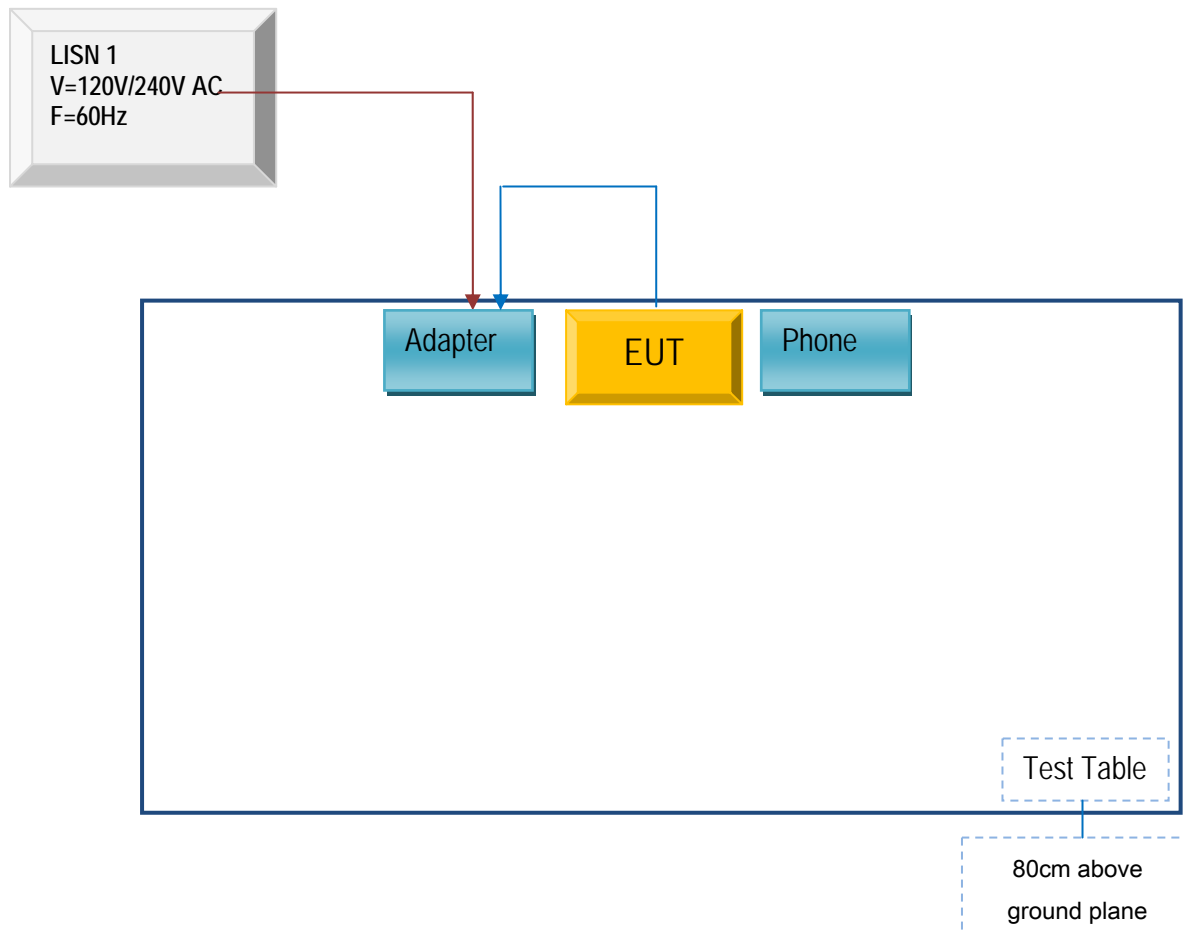 LISN 1
V=120V/240V AC
F=60Hz
Adapter
EUT
Phone
Test Table
80cm above
ground plane